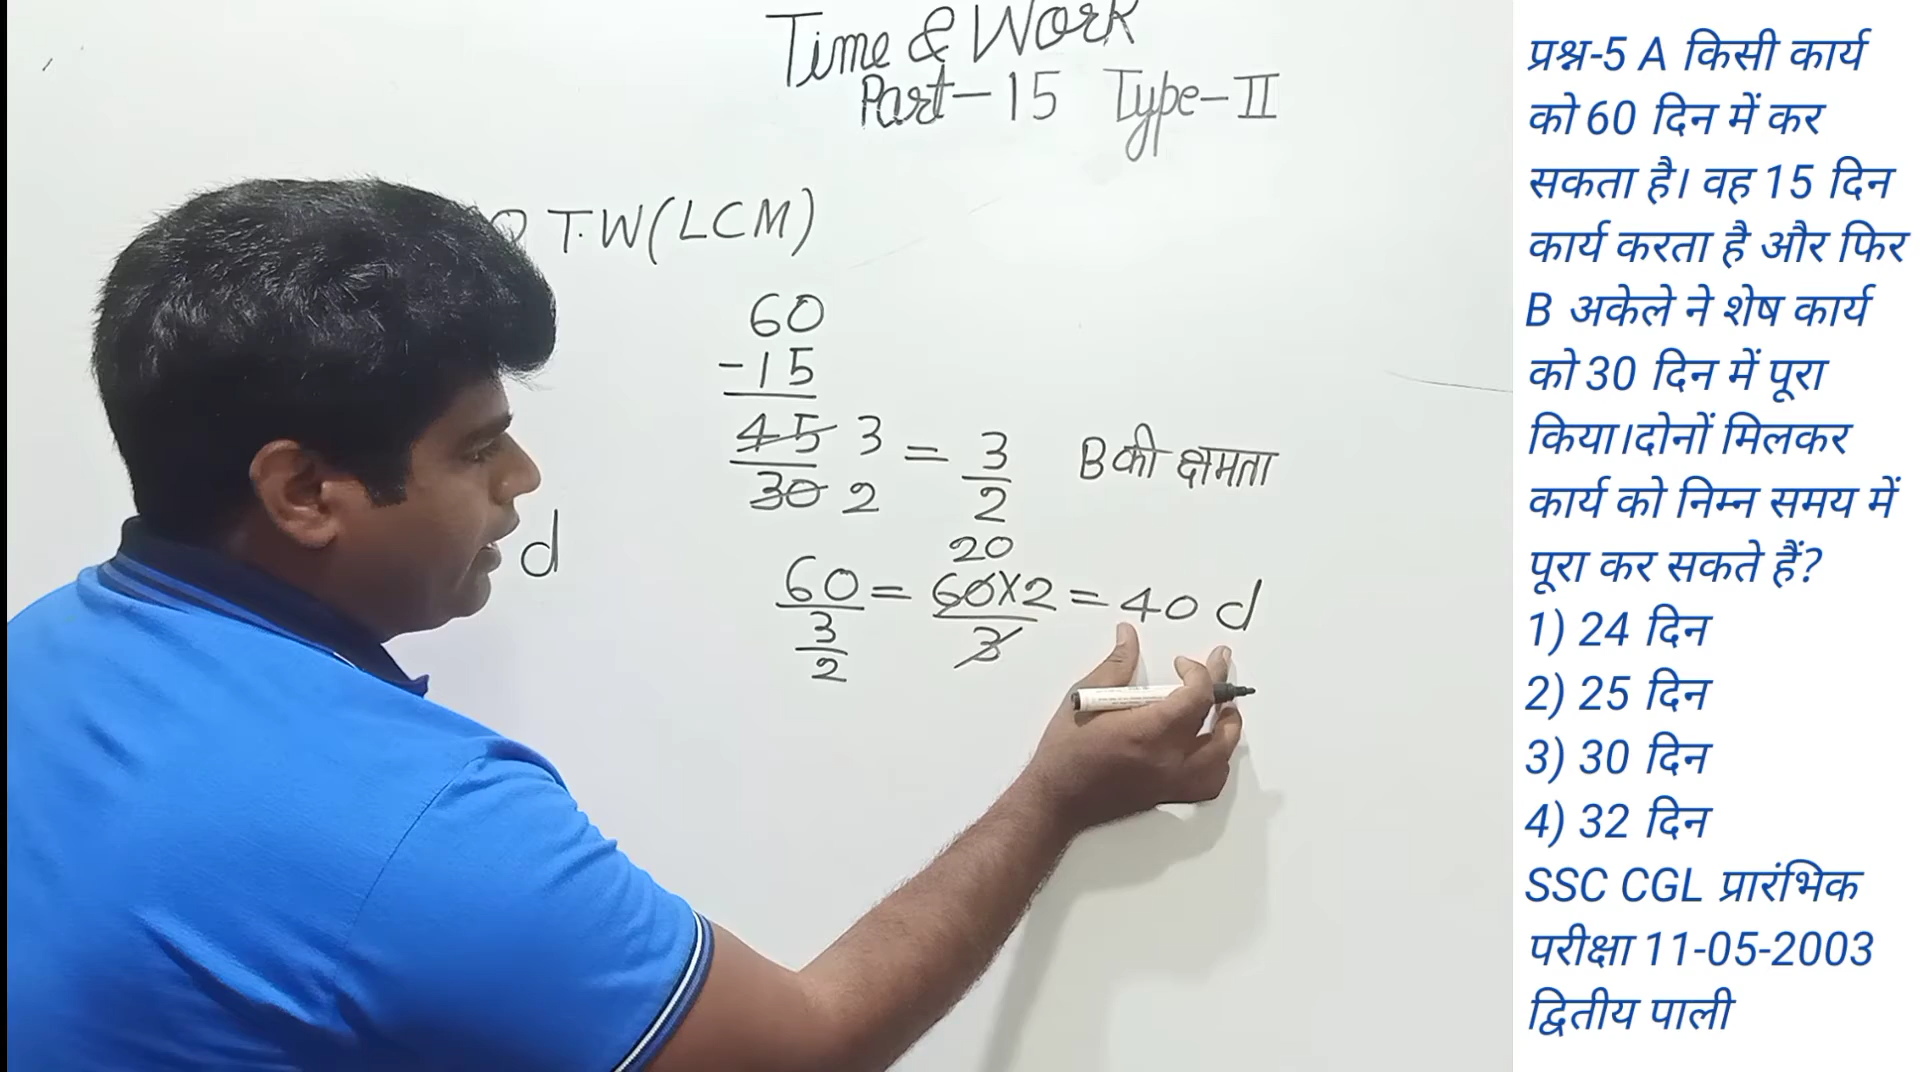 Time & Work
Part-15 Type-II
T.W(LCM)
60
-15
45 3 = 3 B की क्षमता
30 2 2
d
20
60 = 60x2 = 40 d
3 3
2
प्रश्न-5 A किसी कार्य
को 60 दिन में कर
सकता है। वह 15 दिन
कार्य करता है और फिर
B अकेले ने शेष कार्य
को 30 दिन में पूरा
किया।दोनों मिलकर
कार्य को निम्न समय में
पूरा कर सकते हैं?
1) 24 दिन
2) 25 दिन
3) 30 दिन
4) 32 दिन
SSC CGL प्रारंभिक
परीक्षा 11-05-2003
द्वितीय पाली